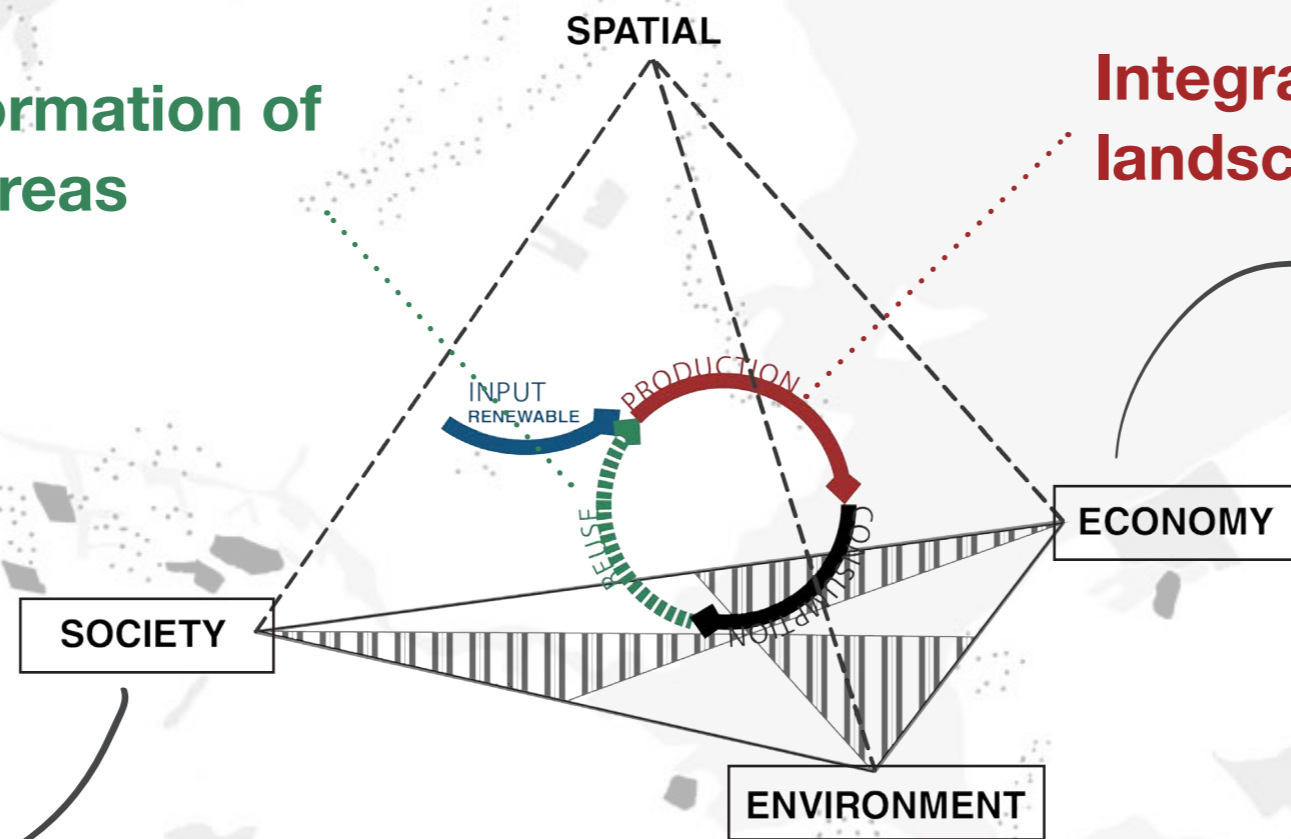 SPATIAL
ormation of
reas
Integra
landsc
INPUT
RENEWABLE
PRODUCTION
REUSE
CONSUMPTION
ECONOMY
SOCIETY
ENVIRONMENT